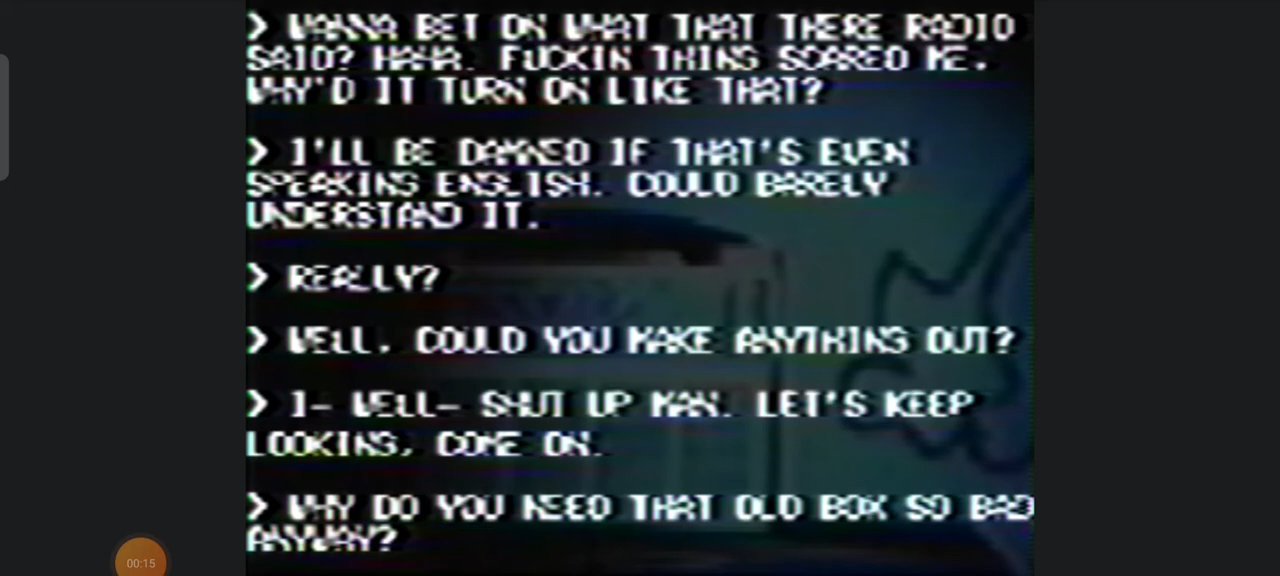 > WANNA BET ON WHAT THAT THERE RADIO
SAID? HAHA. FUCKIN THING SCARED ME.
WHY'D IT TURN ON LIKE THAT?
> I'LL BE DAMNED IF THAT'S EVEN
SPEAKING ENGLISH. COULD BARELY
UNDERSTAND IT.
> REALLY?
> WELL, COULD YOU MAKE ANYTHING OUT?
> I- WELL- SHUT UP MAN. LET'S KEEP
LOOKING, COME ON.
> WHY DO YOU NEED THAT OLD BOX SO BAD
ANYWAY?
00:15